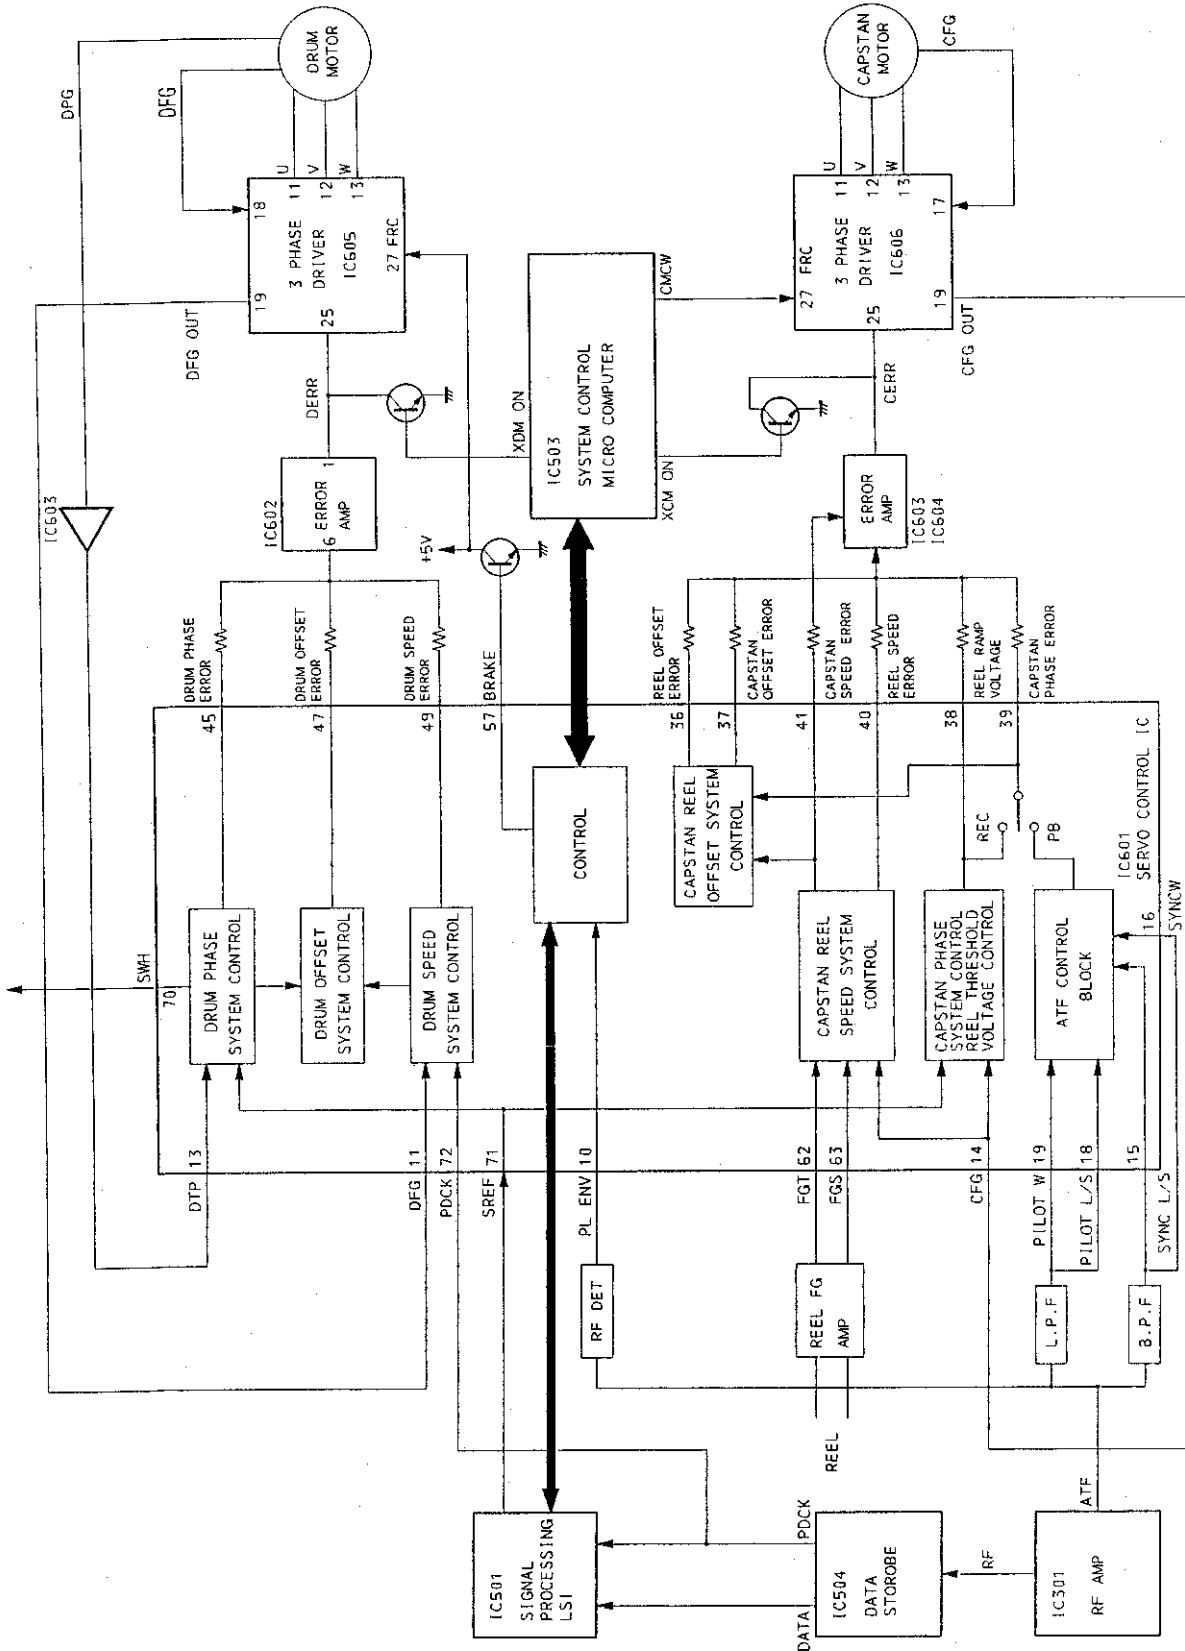 DPG
DFG
DRUM
MOTOR
U
V
W
18
11
12
13
3 PHASE
DRIVER
IC605
27 FRC
19
25
DFG OUT
DERR
XDM ON
IC503
SYSTEM CONTROL
MICRO COMPUTER
CMCW
XCM ON
CFG
CAPSTAN
MOTOR
U
V
W
11
12
13
17
27 FRC
3 PHASE
DRIVER
IC606
25
19
CFG OUT
CERR
IC603
IC602
1
ERROR
AMP
6
+5V
ERROR
AMP
IC603
IC604
DRUM PHASE
ERROR
45
DRUM OFFSET
ERROR
47
DRUM SPEED
ERROR
49
57 BRAKE
REEL OFFSET
ERROR
36
CAPSTAN
OFFSET ERROR
37
CAPSTAN
SPEED ERROR
41
REEL SPEED
ERROR
40
REEL RAMP
VOLTAGE
38
CAPSTAN
PHASE ERROR
39
SWH
70
DRUM PHASE
SYSTEM CONTROL
DRUM OFFSET
SYSTEM CONTROL
DRUM SPEED
SYSTEM CONTROL
CONTROL
CAPSTAN REEL
OFFSET SYSTEM
CONTROL
CAPSTAN REEL
SPEED SYSTEM
CONTROL
CAPSTAN PHASE
SYSTEM CONTROL
REEL THRESHOLD
VOLTAGE CONTROL
REC
PB
ATF CONTROL
BLOCK
IC601
SERVO CONTROL IC
16
SYNCW
DTP 13
DFG 11
PDCK 72
SREF 71
PL ENV 10
FGT 62
FGS 63
CFG 14
PILOT W 19
PILOT L/S 18
15
SYNC L/S
RF DET
REEL FG
AMP
L.P.F
B.P.F
REEL
IC501
SIGNAL
PROCESSING
LSI
DATA
PDCK
IC504
DATA
STOROBE
RF
ATF
IC301
RF AMP